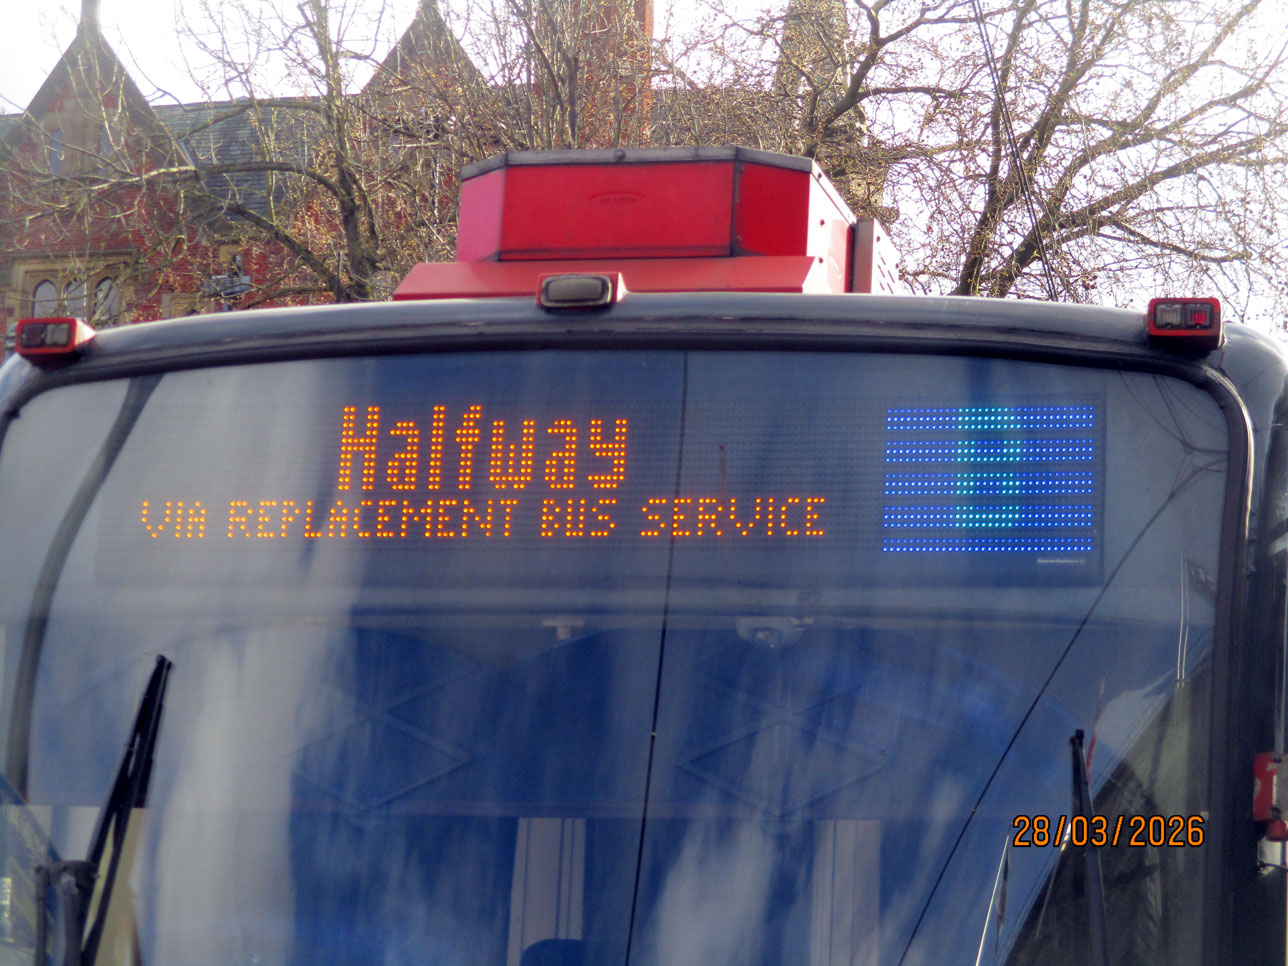 Halfway
VIA REPLACEMENT BUS SERVICE
B
28/03/2026